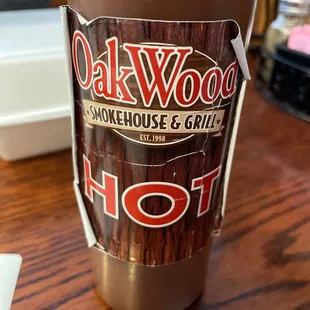 OakWood
SMOKEHOUSE & GRILL
EST. 1998
HOT